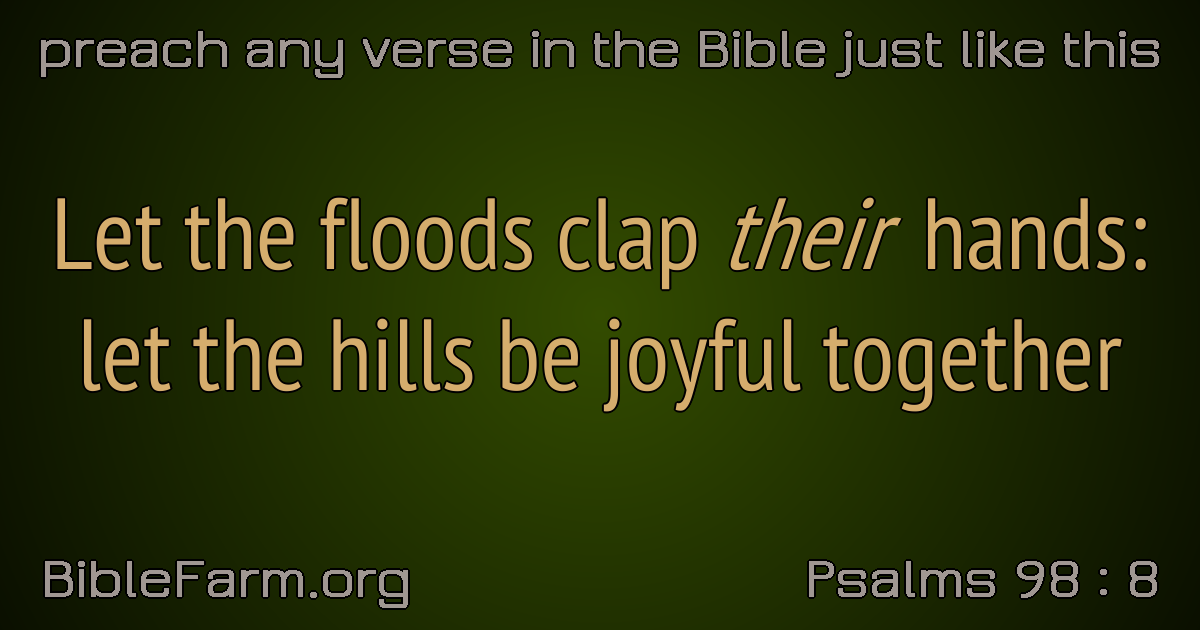 preach any verse in the Bible just like this
Let the floods clap their hands:
let the hills be joyful together
BibleFarm.org
Psalms 98 : 8